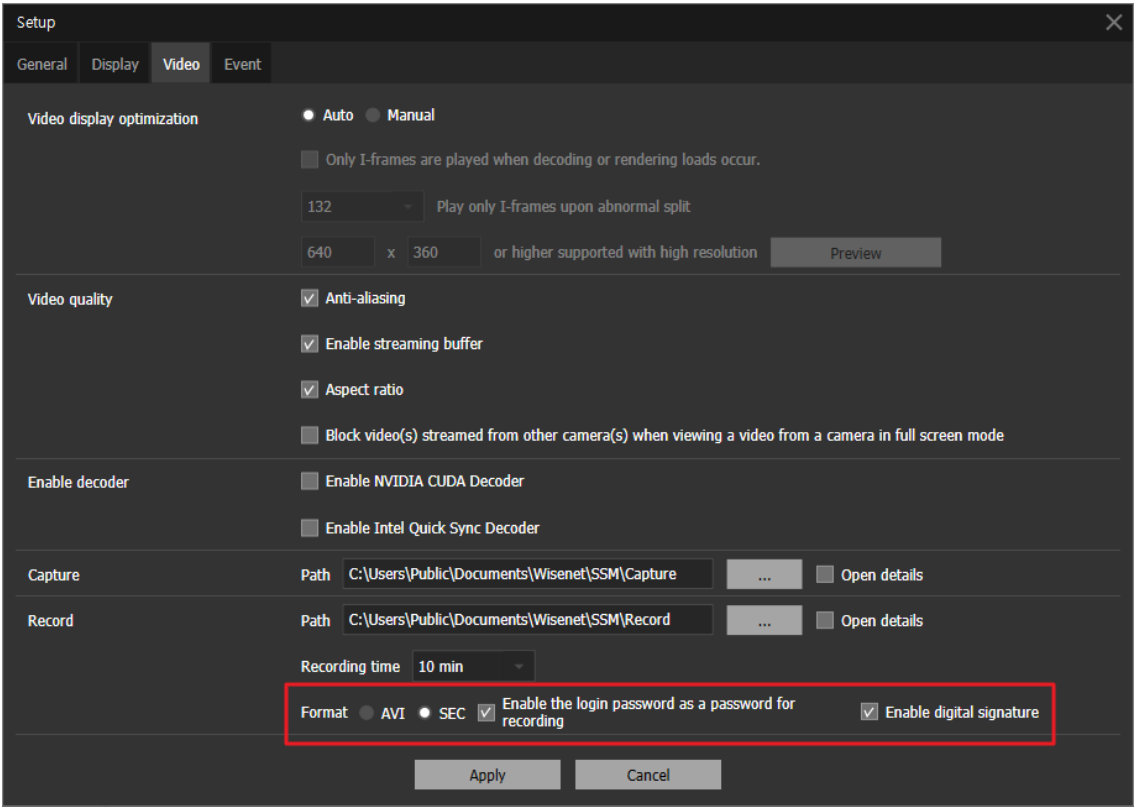 Setup
General Display Video Event
Video display optimization Auto Manual
Only I-frames are played when decoding or rendering loads occur.
132 Play only I-frames upon abnormal split
640 x 360 or higher supported with high resolution Preview
Video quality Anti-aliasing
Enable streaming buffer
Aspect ratio
Block video(s) streamed from other camera(s) when viewing a video from a camera in full screen mode
Enable decoder Enable NVIDIA CUDA Decoder
Enable Intel Quick Sync Decoder
Capture Path C:\Users\Public\Documents\Wisenet\SSM\Capture ... Open details
Record Path C:\Users\Public\Documents\Wisenet\SSM\Record ... Open details
Recording time 10 min
Format AVI SEC Enable the login password as a password for
recording Enable digital signature
Apply Cancel